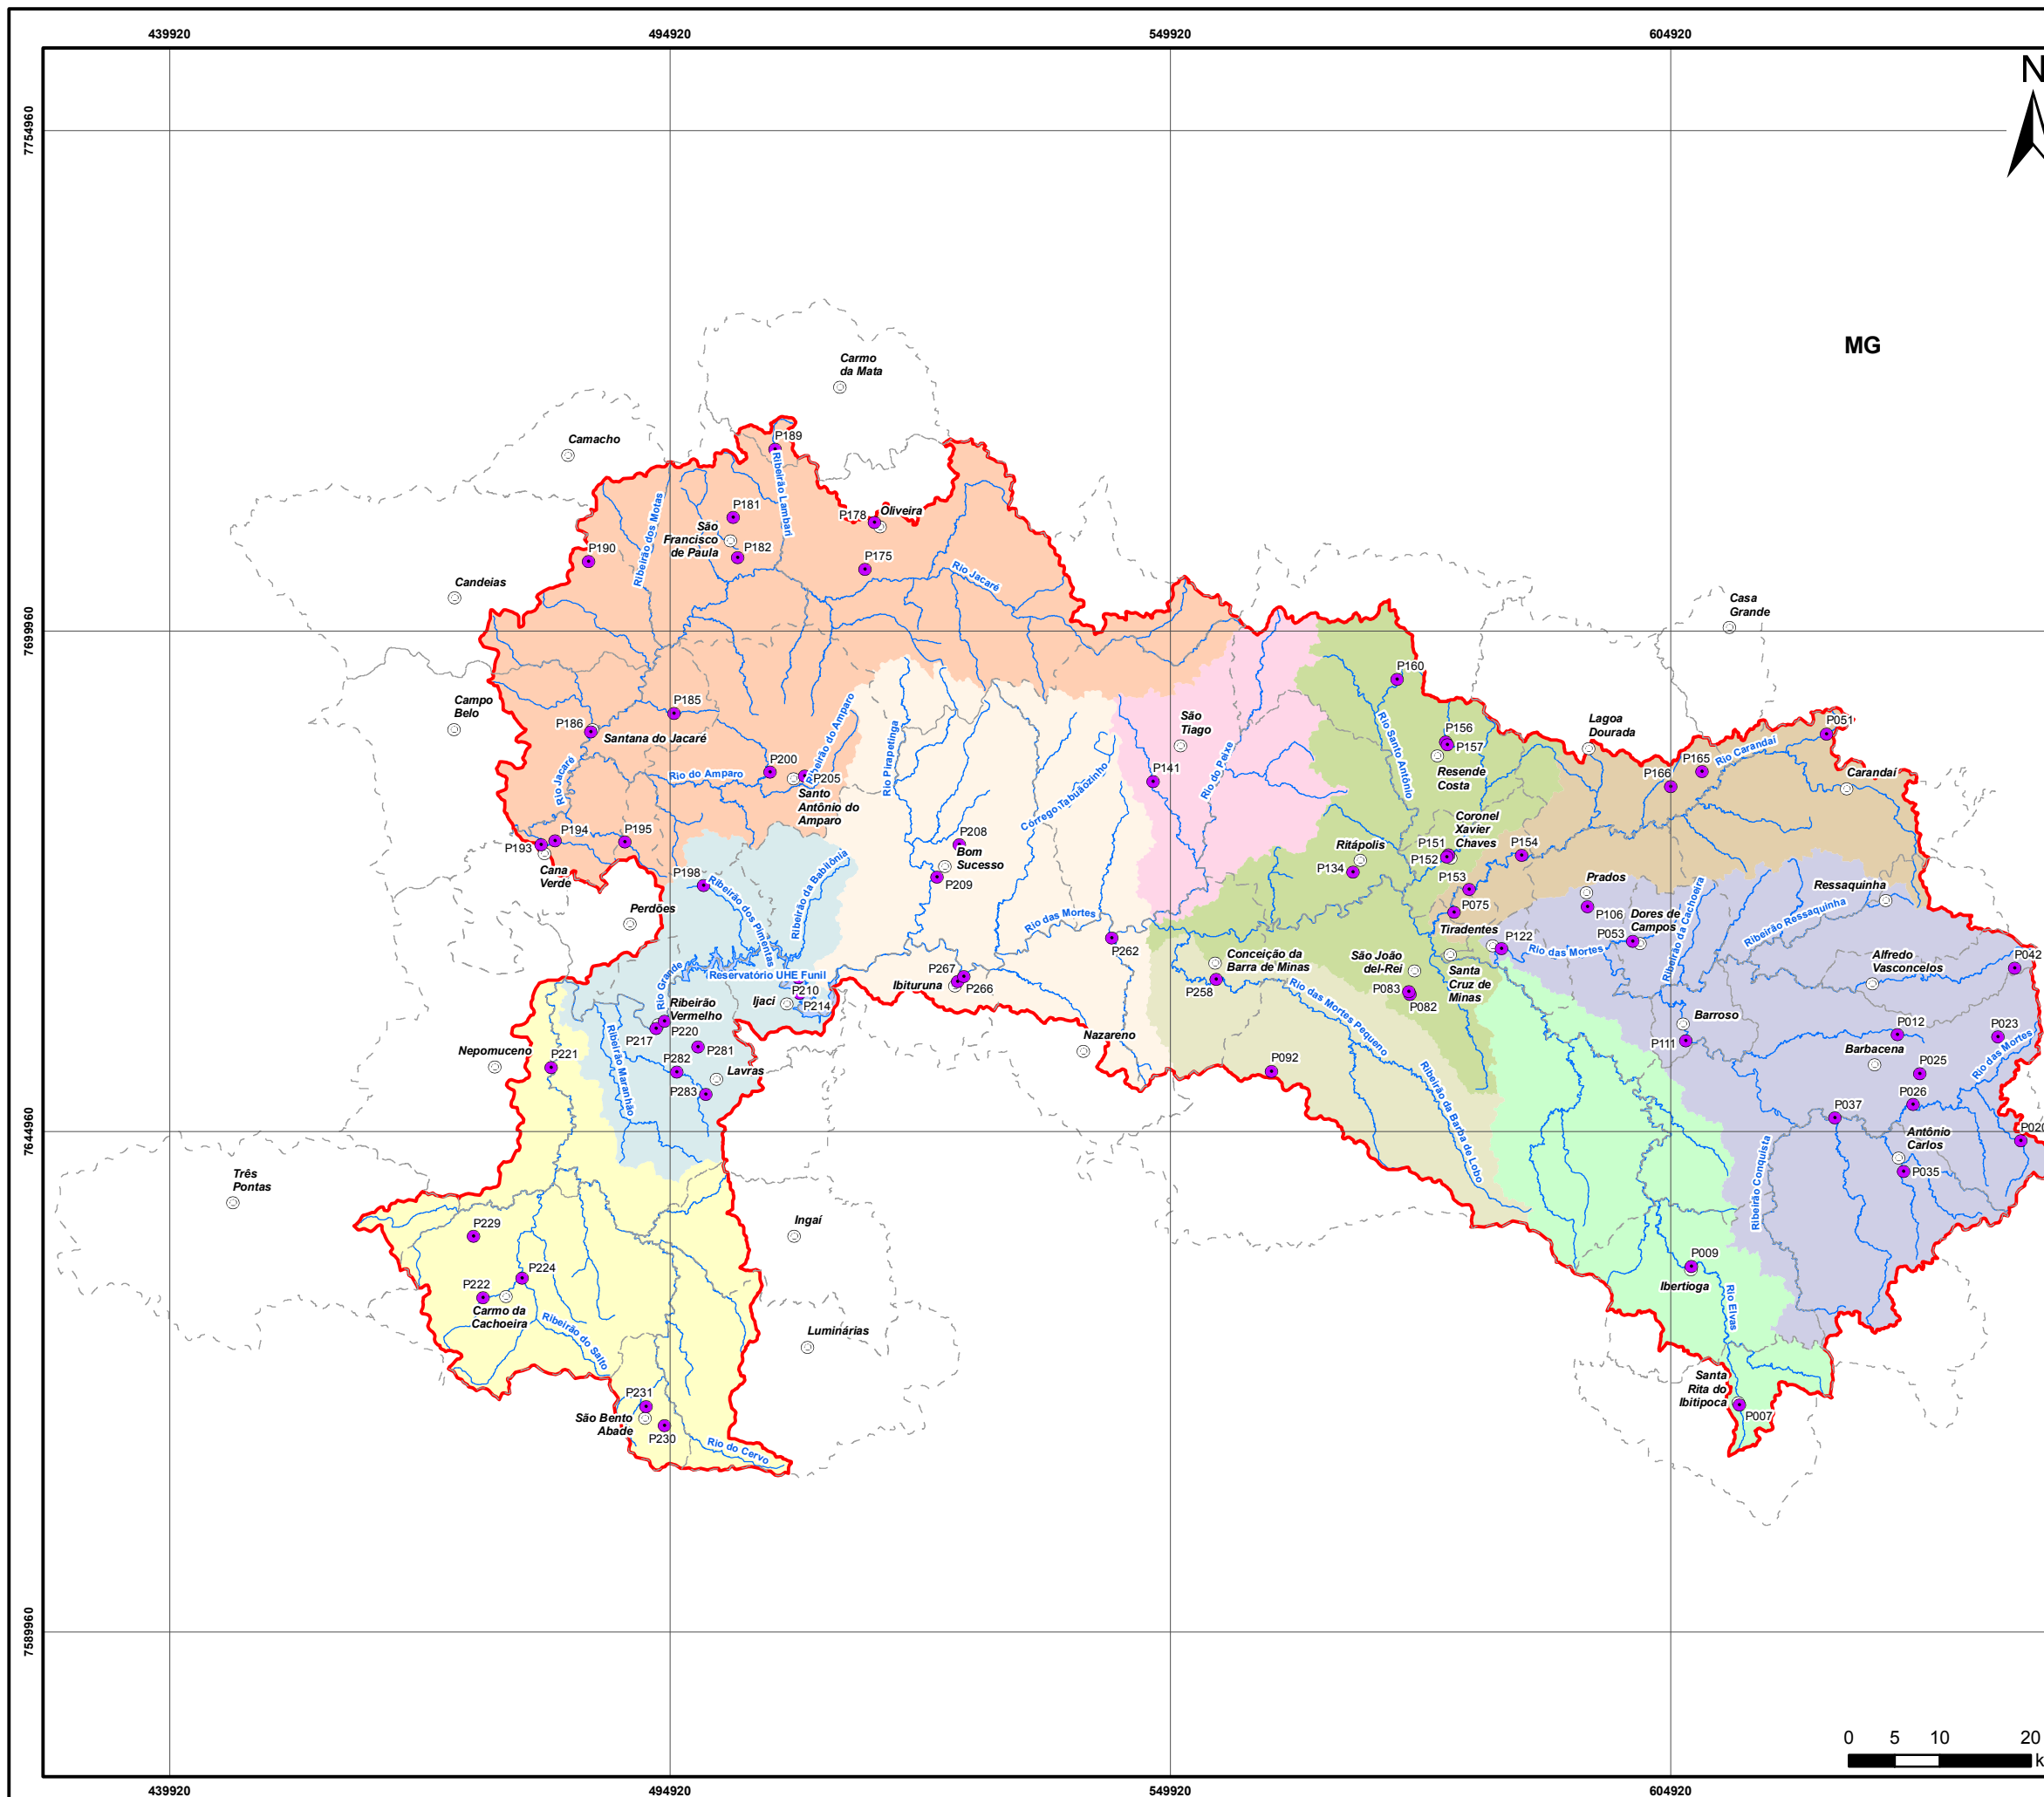 439920
494920
549920
604920
N
7754960
MG
Carmo
da Mata
Camacho
P189
Ribeirão Lambari
Ribeirão dos Motas
P181
P178
Oliveira
São
Francisco
de Paula
P182
P190
P175
Rio Jacaré
Candeias
Casa
Grande
7699960
P160
Campo
Belo
P185
P186
Santana do Jacaré
Ribeirão do Amparo
Rio Pirapetinga
São
Tiago
Rio do Peixe
Rio Santo Antônio
P156
P157
Resende
Costa
Lagoa
Dourada
P051
Rio Carandaí
P165
P166
Carandaí
Rio Jacaré
Rio do Amparo
P200
P205
Santo
Antônio do
Amparo
Córrego Tabuãozinho
P141
P194
P193
P195
Cana
Verde
P208
Bom
Sucesso
P209
Coronel
Xavier
Chaves
P151
P152
P154
Ritápolis
P134
P153
P198
Ribeirão dos Pimentas
Ribeirão da Babilônia
Perdões
Rio das Mortes
P075
Tiradentes
Prados
P106
Dores de
Campos
P053
Ribeirão da Cachoeira
Ressaquinha
Ribeirão Ressaquinha
P262
P122
Rio das Mortes
Alfredo
Vasconcelos
P042
Rio Grande
Reservatório UHE Funil
P210
P214
Ijaci
P267
P266
Ibituruna
Conceição da
Barra de Minas
P258
São João
del-Rei
P083
P082
Santa
Cruz de
Minas
Rio das Mortes Pequeno
Ribeirão
Vermelho
P220
P217
Ribeirão Maranhão
P281
P282
Lavras
P283
Nepomuceno
P221
Nazareno
P092
Ribeirão da Barba de Lobo
Barroso
P111
P012
Barbacena
P023
P025
Rio das Mortes
P026
P037
Antônio
Carlos
P020
P035
7644960
Ribeirão Conquista
Três
Pontas
Ingaí
P229
P224
P222
Carmo da
Cachoeira
Ribeirão do Salto
Luminárias
P009
Ibertioga
Rio Elvas
Santa
Rita do
Ibitipoca
P007
P231
São Bento
Abade
P230
Rio do Cervo
7589960
0 5 10 20
439920
494920
549920
604920